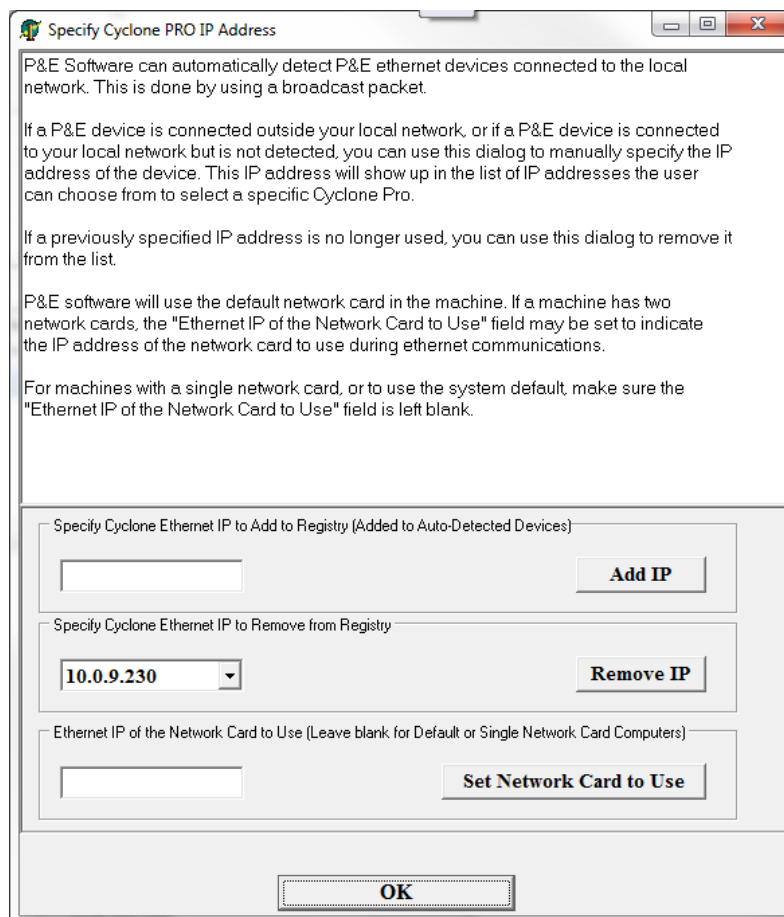 Specify Cyclone PRO IP Address
P&E Software can automatically detect P&E ethernet devices connected to the local
network. This is done by using a broadcast packet.
If a P&E device is connected outside your local network, or if a P&E device is connected
to your local network but is not detected, you can use this dialog to manually specify the IP
address of the device. This IP address will show up in the list of IP addresses the user
can choose from to select a specific Cyclone Pro.
If a previously specified IP address is no longer used, you can use this dialog to remove it
from the list.
P&E software will use the default network card in the machine. If a machine has two
network cards, the "Ethernet IP of the Network Card to Use" field may be set to indicate
the IP address of the network card to use during ethernet communications.
For machines with a single network card, or to use the system default, make sure the
"Ethernet IP of the Network Card to Use" field is left blank.
Specify Cyclone Ethernet IP to Add to Registry (Added to Auto-Detected Devices)
Add IP
Specify Cyclone Ethernet IP to Remove from Registry
10.0.9.230
Remove IP
Ethernet IP of the Network Card to Use (Leave blank for Default or Single Network Card Computers)
Set Network Card to Use
OK